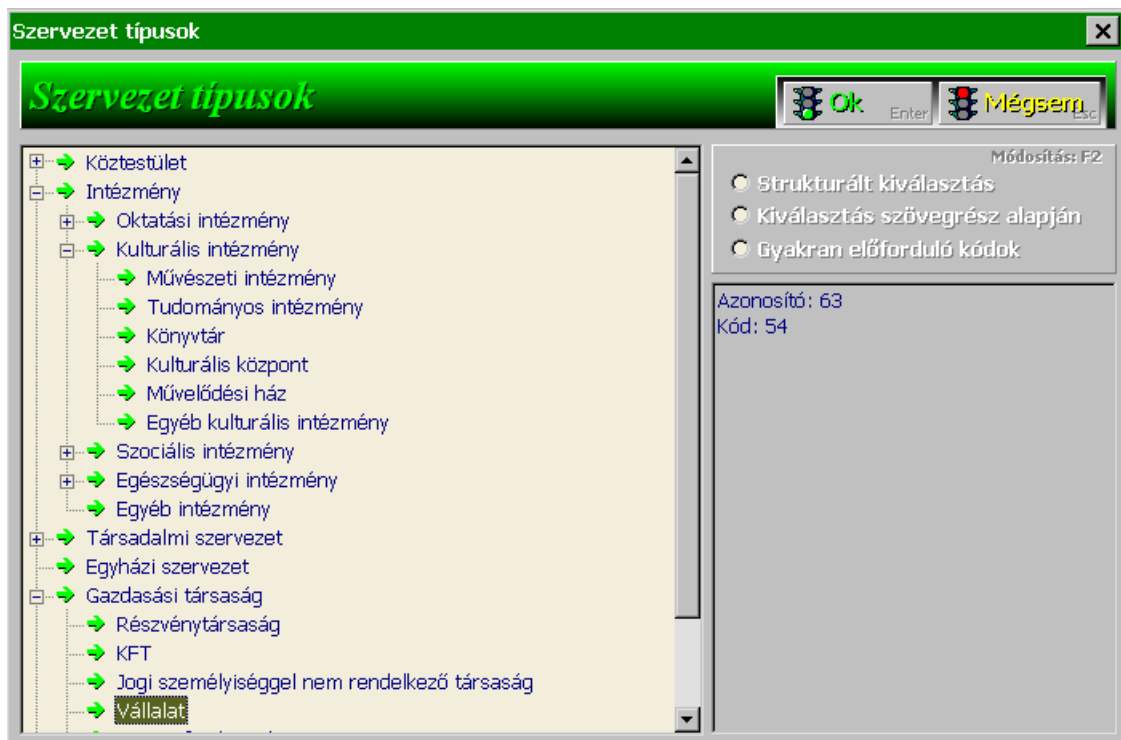 Szervezet típusok
Szervezet típusok
Ok Enter
Mégsem Esc
Köztestület
Intézmény
Oktatási intézmény
Kulturális intézmény
Művészeti intézmény
Tudományos intézmény
Könyvtár
Kulturális központ
Művelődési ház
Egyéb kulturális intézmény
Szociális intézmény
Egészségügyi intézmény
Egyéb intézmény
Társadalmi szervezet
Egyházi szervezet
Gazdasási társaság
Részvénytársaság
KFT
Jogi személyiséggel nem rendelkező társaság
Vállalat
Módosítás: F2
Strukturált kiválasztás
Kiválasztás szövegrész alapján
Gyakran előforduló kódok
Azonosító: 63
Kód: 54